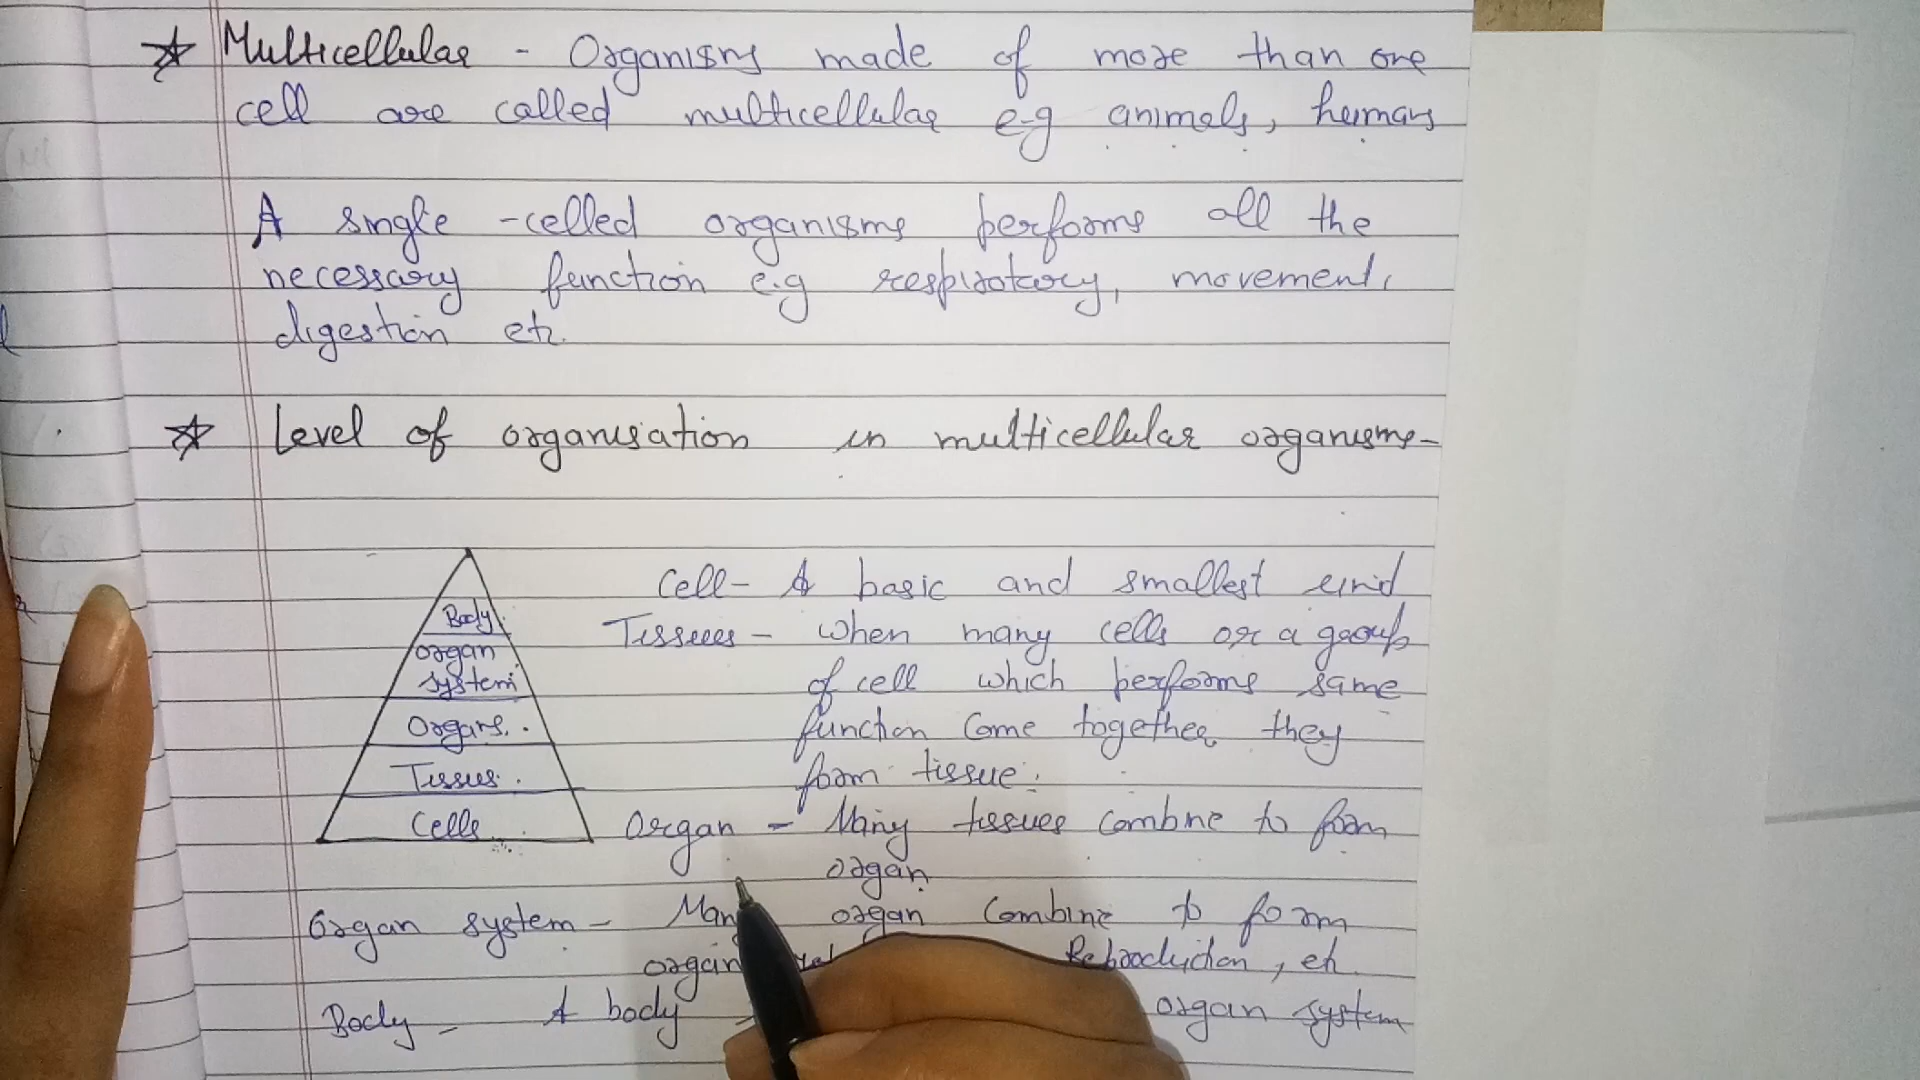 Multicellular - Organisms made of more than one
cell are called multicellular e.g animals, humans
A single -celled organisms performs all the
necessary function e.g respiratory, movement,
digestion etc.
Level of organisation in multicellular organisms-
Body
organ
system
Organs.
Tissues.
Cells
Cell- A basic and smallest unit
Tissues - When many cells or a group
of cell which performs same
function come together they
form tissue.
Organ - Many tissues combine to form
organ
Organ system - Many organ combine to form
organ Reproduction, etc.
Body - A body organ system